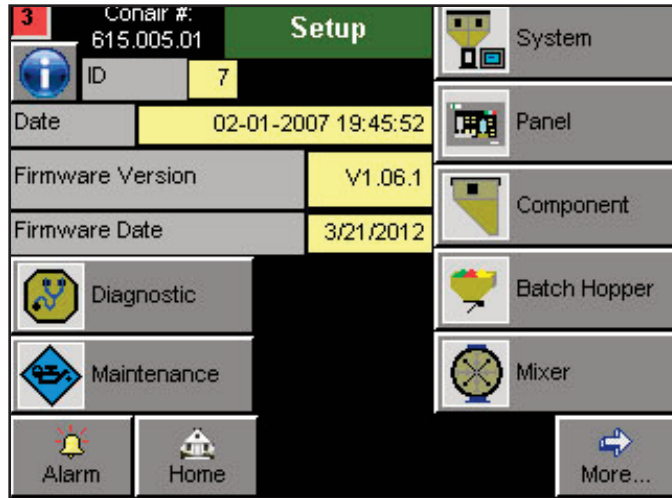 3
Conair #:
615.005.01
Setup
System
ID
7
Date
02-01-2007 19:45:52
Panel
Firmware Version
V1.06.1
Component
Firmware Date
3/21/2012
Diagnostic
Batch Hopper
Maintenance
Mixer
Alarm
Home
More...